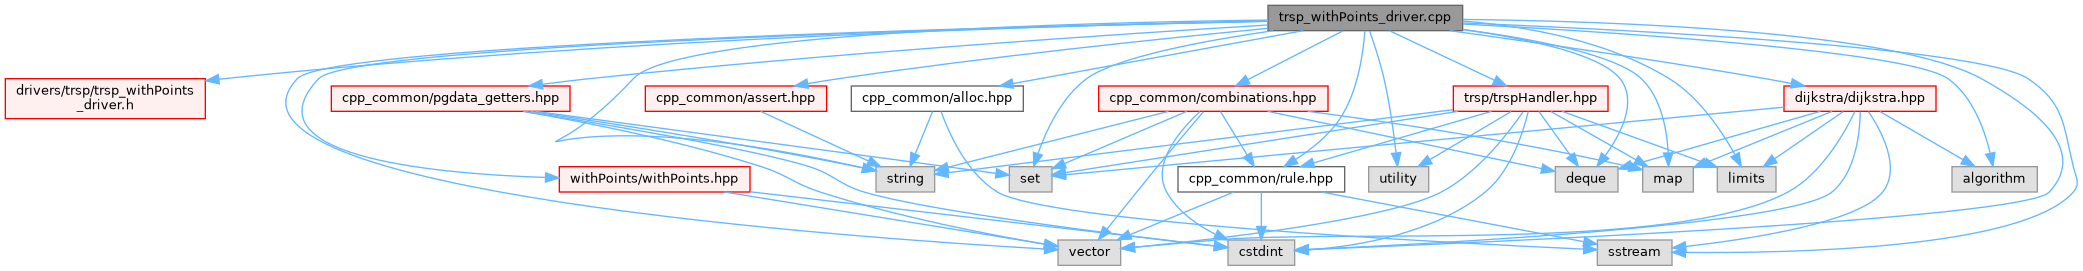 trsp_withPoints_driver.cpp
drivers/trsp/trsp_withPoints
_driver.h
cpp_common/pgdata_getters.hpp
cpp_common/assert.hpp
cpp_common/alloc.hpp
cpp_common/combinations.hpp
trsp/trspHandler.hpp
dijkstra/dijkstra.hpp
withPoints/withPoints.hpp
string
set
cpp_common/rule.hpp
utility
deque
map
limits
algorithm
vector
cstdint
sstream